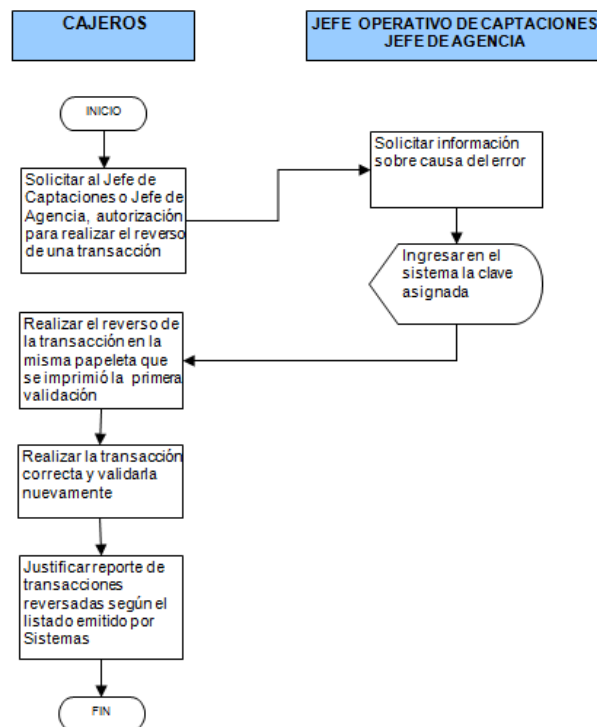 CAJEROS
JEFE OPERATIVO DE CAPTACIONES
JEFE DE AGENCIA
INICIO
Solicitar al Jefe de
Captaciones o Jefe de
Agencia, autorización
para realizar el reverso
de una transacción
Solicitar información
sobre causa del error
Ingresar en el
sistema la clave
asignada
Realizar el reverso de
la transacción en la
misma papeleta que
se imprimió la primera
validación
Realizar la transacción
correcta y validarla
nuevamente
Justificar reporte de
transacciones
reversadas según el
listado emitido por
Sistemas
FIN